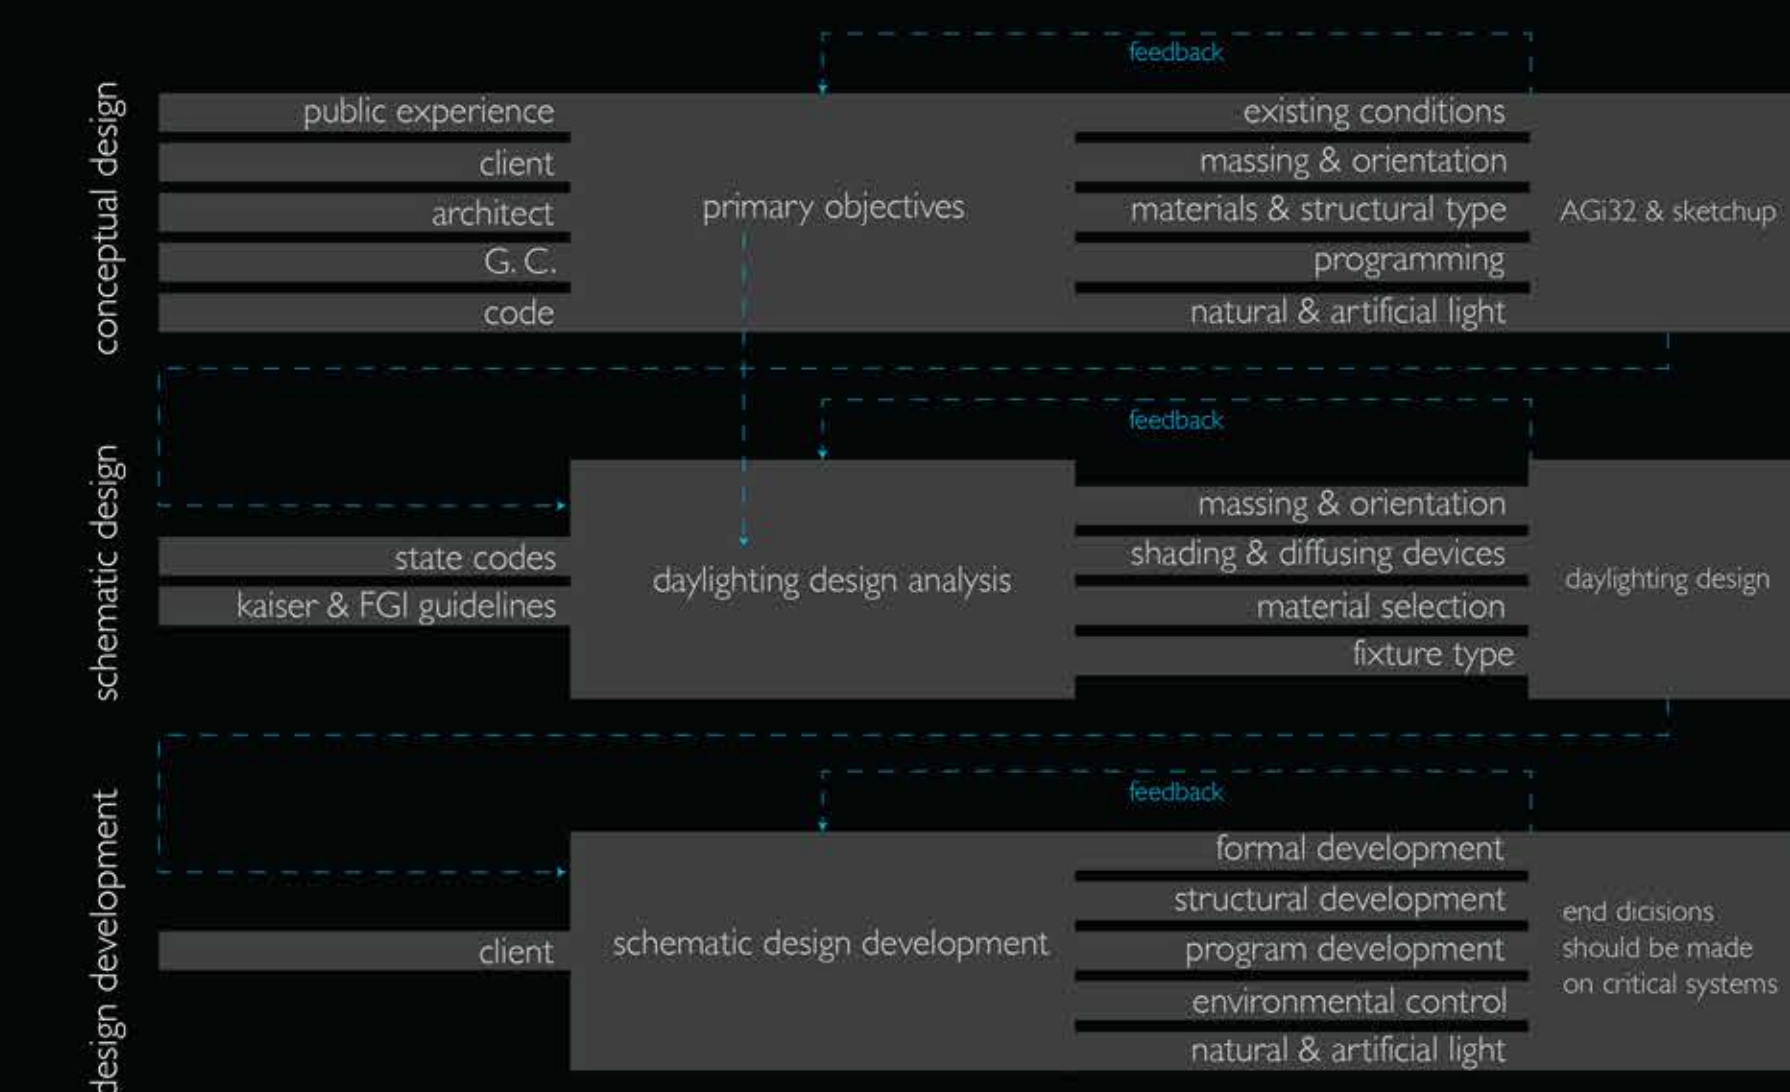 feedback
conceptual design
public experience
client
architect
G. C.
code
primary objectives
existing conditions
massing & orientation
materials & structural type
programming
natural & artificial light
AGi32 & sketchup
feedback
schematic design
state codes
kaiser & FGI guidelines
daylighting design analysis
massing & orientation
shading & diffusing devices
material selection
fixture type
daylighting design
feedback
design development
client
schematic design development
formal development
structural development
program development
environmental control
natural & artificial light
end dicisions
should be made
on critical systems